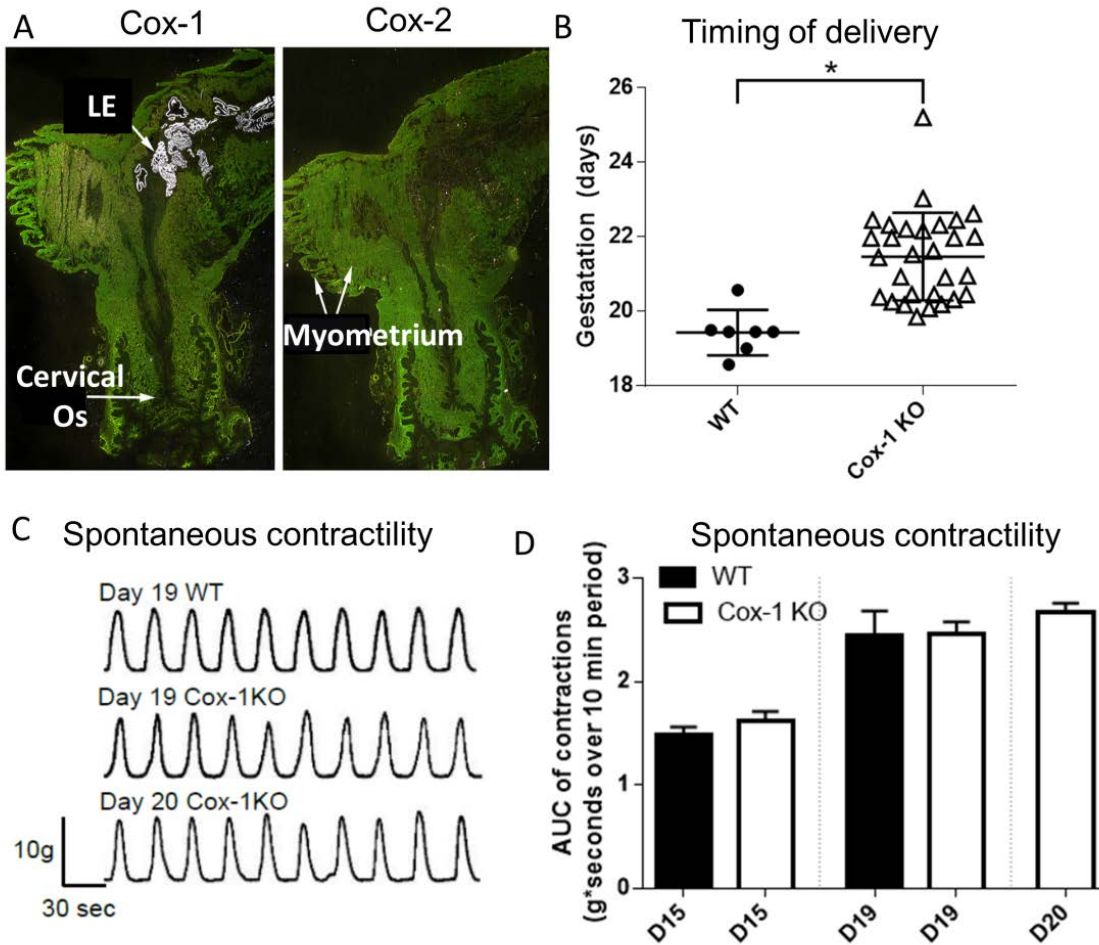 A
Cox-1
Cox-2
LE
Myometrium
Cervical
Os
B
Timing of delivery
*
Gestatation (days)
26
24
22
20
18
WT
Cox-1 KO
C
Spontaneous contractility
Day 19 WT
Day 19 Cox-1KO
Day 20 Cox-1KO
10g
30 sec
D
Spontaneous contractility
WT
Cox-1 KO
AUC of contractions
(g*seconds over 10 min period)
3
2
1
0
D15
D15
D19
D19
D20